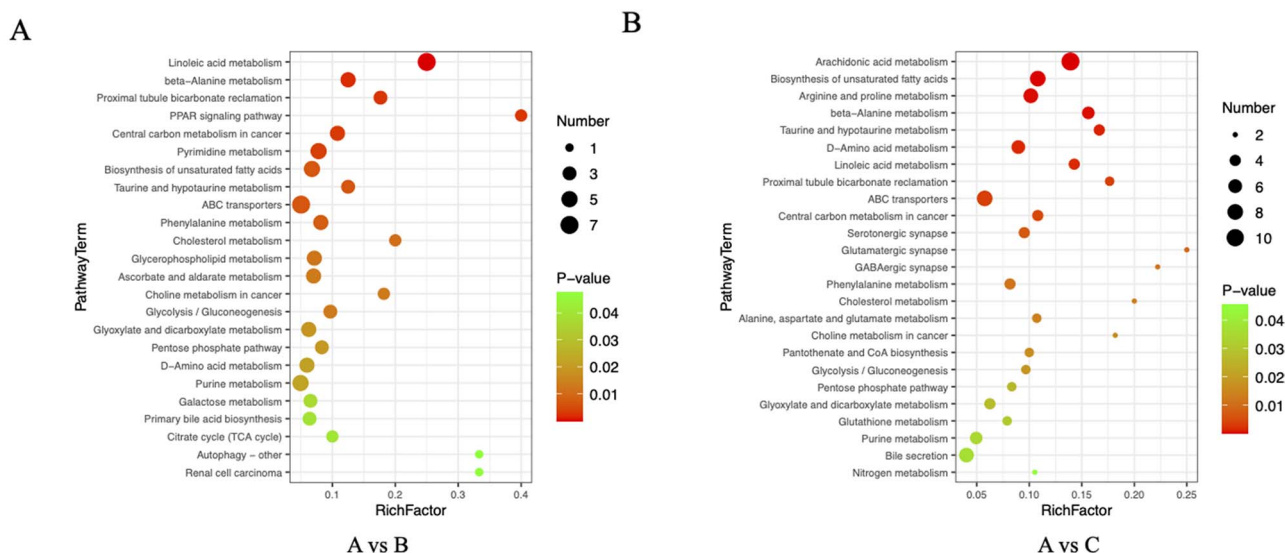 A
Linoleic acid metabolism
beta−Alanine metabolism
Proximal tubule bicarbonate reclamation
PPAR signaling pathway
Central carbon metabolism in cancer
Pyrimidine metabolism
Biosynthesis of unsaturated fatty acids
Taurine and hypotaurine metabolism
ABC transporters
Phenylalanine metabolism
Cholesterol metabolism
Glycerophospholipid metabolism
Ascorbate and aldarate metabolism
Choline metabolism in cancer
Glycolysis / Gluconeogenesis
Glyoxylate and dicarboxylate metabolism
Pentose phosphate pathway
D−Amino acid metabolism
Purine metabolism
Galactose metabolism
Primary bile acid biosynthesis
Citrate cycle (TCA cycle)
Autophagy − other
Renal cell carcinoma
PathwayTerm
0.1 0.2 0.3 0.4
RichFactor
Number
1
3
5
7
P-value
0.04
0.03
0.02
0.01
A vs B
B
Arachidonic acid metabolism
Biosynthesis of unsaturated fatty acids
Arginine and proline metabolism
beta−Alanine metabolism
Taurine and hypotaurine metabolism
D−Amino acid metabolism
Linoleic acid metabolism
Proximal tubule bicarbonate reclamation
ABC transporters
Central carbon metabolism in cancer
Serotonergic synapse
Glutamatergic synapse
GABAergic synapse
Phenylalanine metabolism
Cholesterol metabolism
Alanine, aspartate and glutamate metabolism
Choline metabolism in cancer
Pantothenate and CoA biosynthesis
Glycolysis / Gluconeogenesis
Pentose phosphate pathway
Glyoxylate and dicarboxylate metabolism
Glutathione metabolism
Purine metabolism
Bile secretion
Nitrogen metabolism
PathwayTerm
0.05 0.10 0.15 0.20 0.25
RichFactor
Number
2
4
6
8
10
P-value
0.04
0.03
0.02
0.01
A vs C